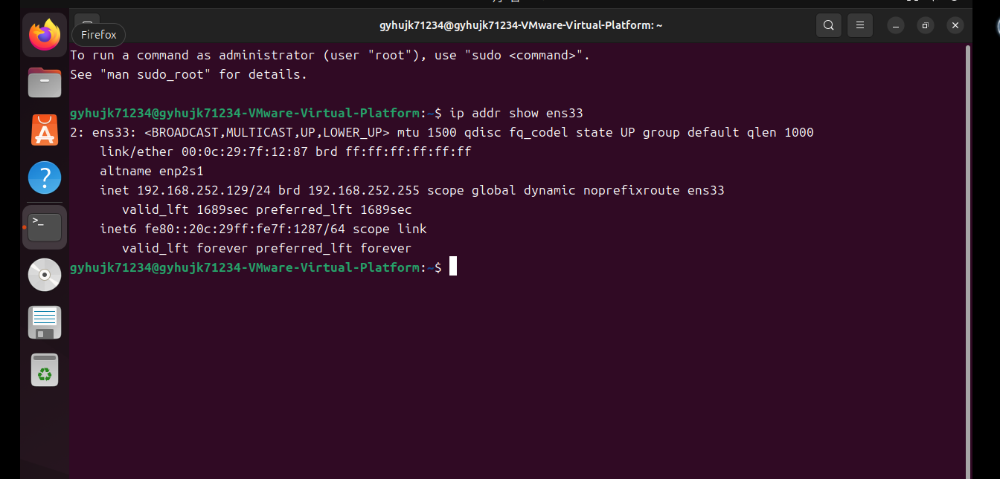 gyhujk71234@gyhujk71234-VMware-Virtual-Platform: ~
Firefox
To run a command as administrator (user "root"), use "sudo <command>".
See "man sudo_root" for details.
gyhujk71234@gyhujk71234-VMware-Virtual-Platform:~$ ip addr show ens33
2: ens33: <BROADCAST,MULTICAST,UP,LOWER_UP> mtu 1500 qdisc fq_codel state UP group default qlen 1000
link/ether 00:0c:29:7f:12:87 brd ff:ff:ff:ff:ff:ff
altname enp2s1
inet 192.168.252.129/24 brd 192.168.252.255 scope global dynamic noprefixroute ens33
valid_lft 1689sec preferred_lft 1689sec
inet6 fe80::20c:29ff:fe7f:1287/64 scope link
valid_lft forever preferred_lft forever
gyhujk71234@gyhujk71234-VMware-Virtual-Platform:~$